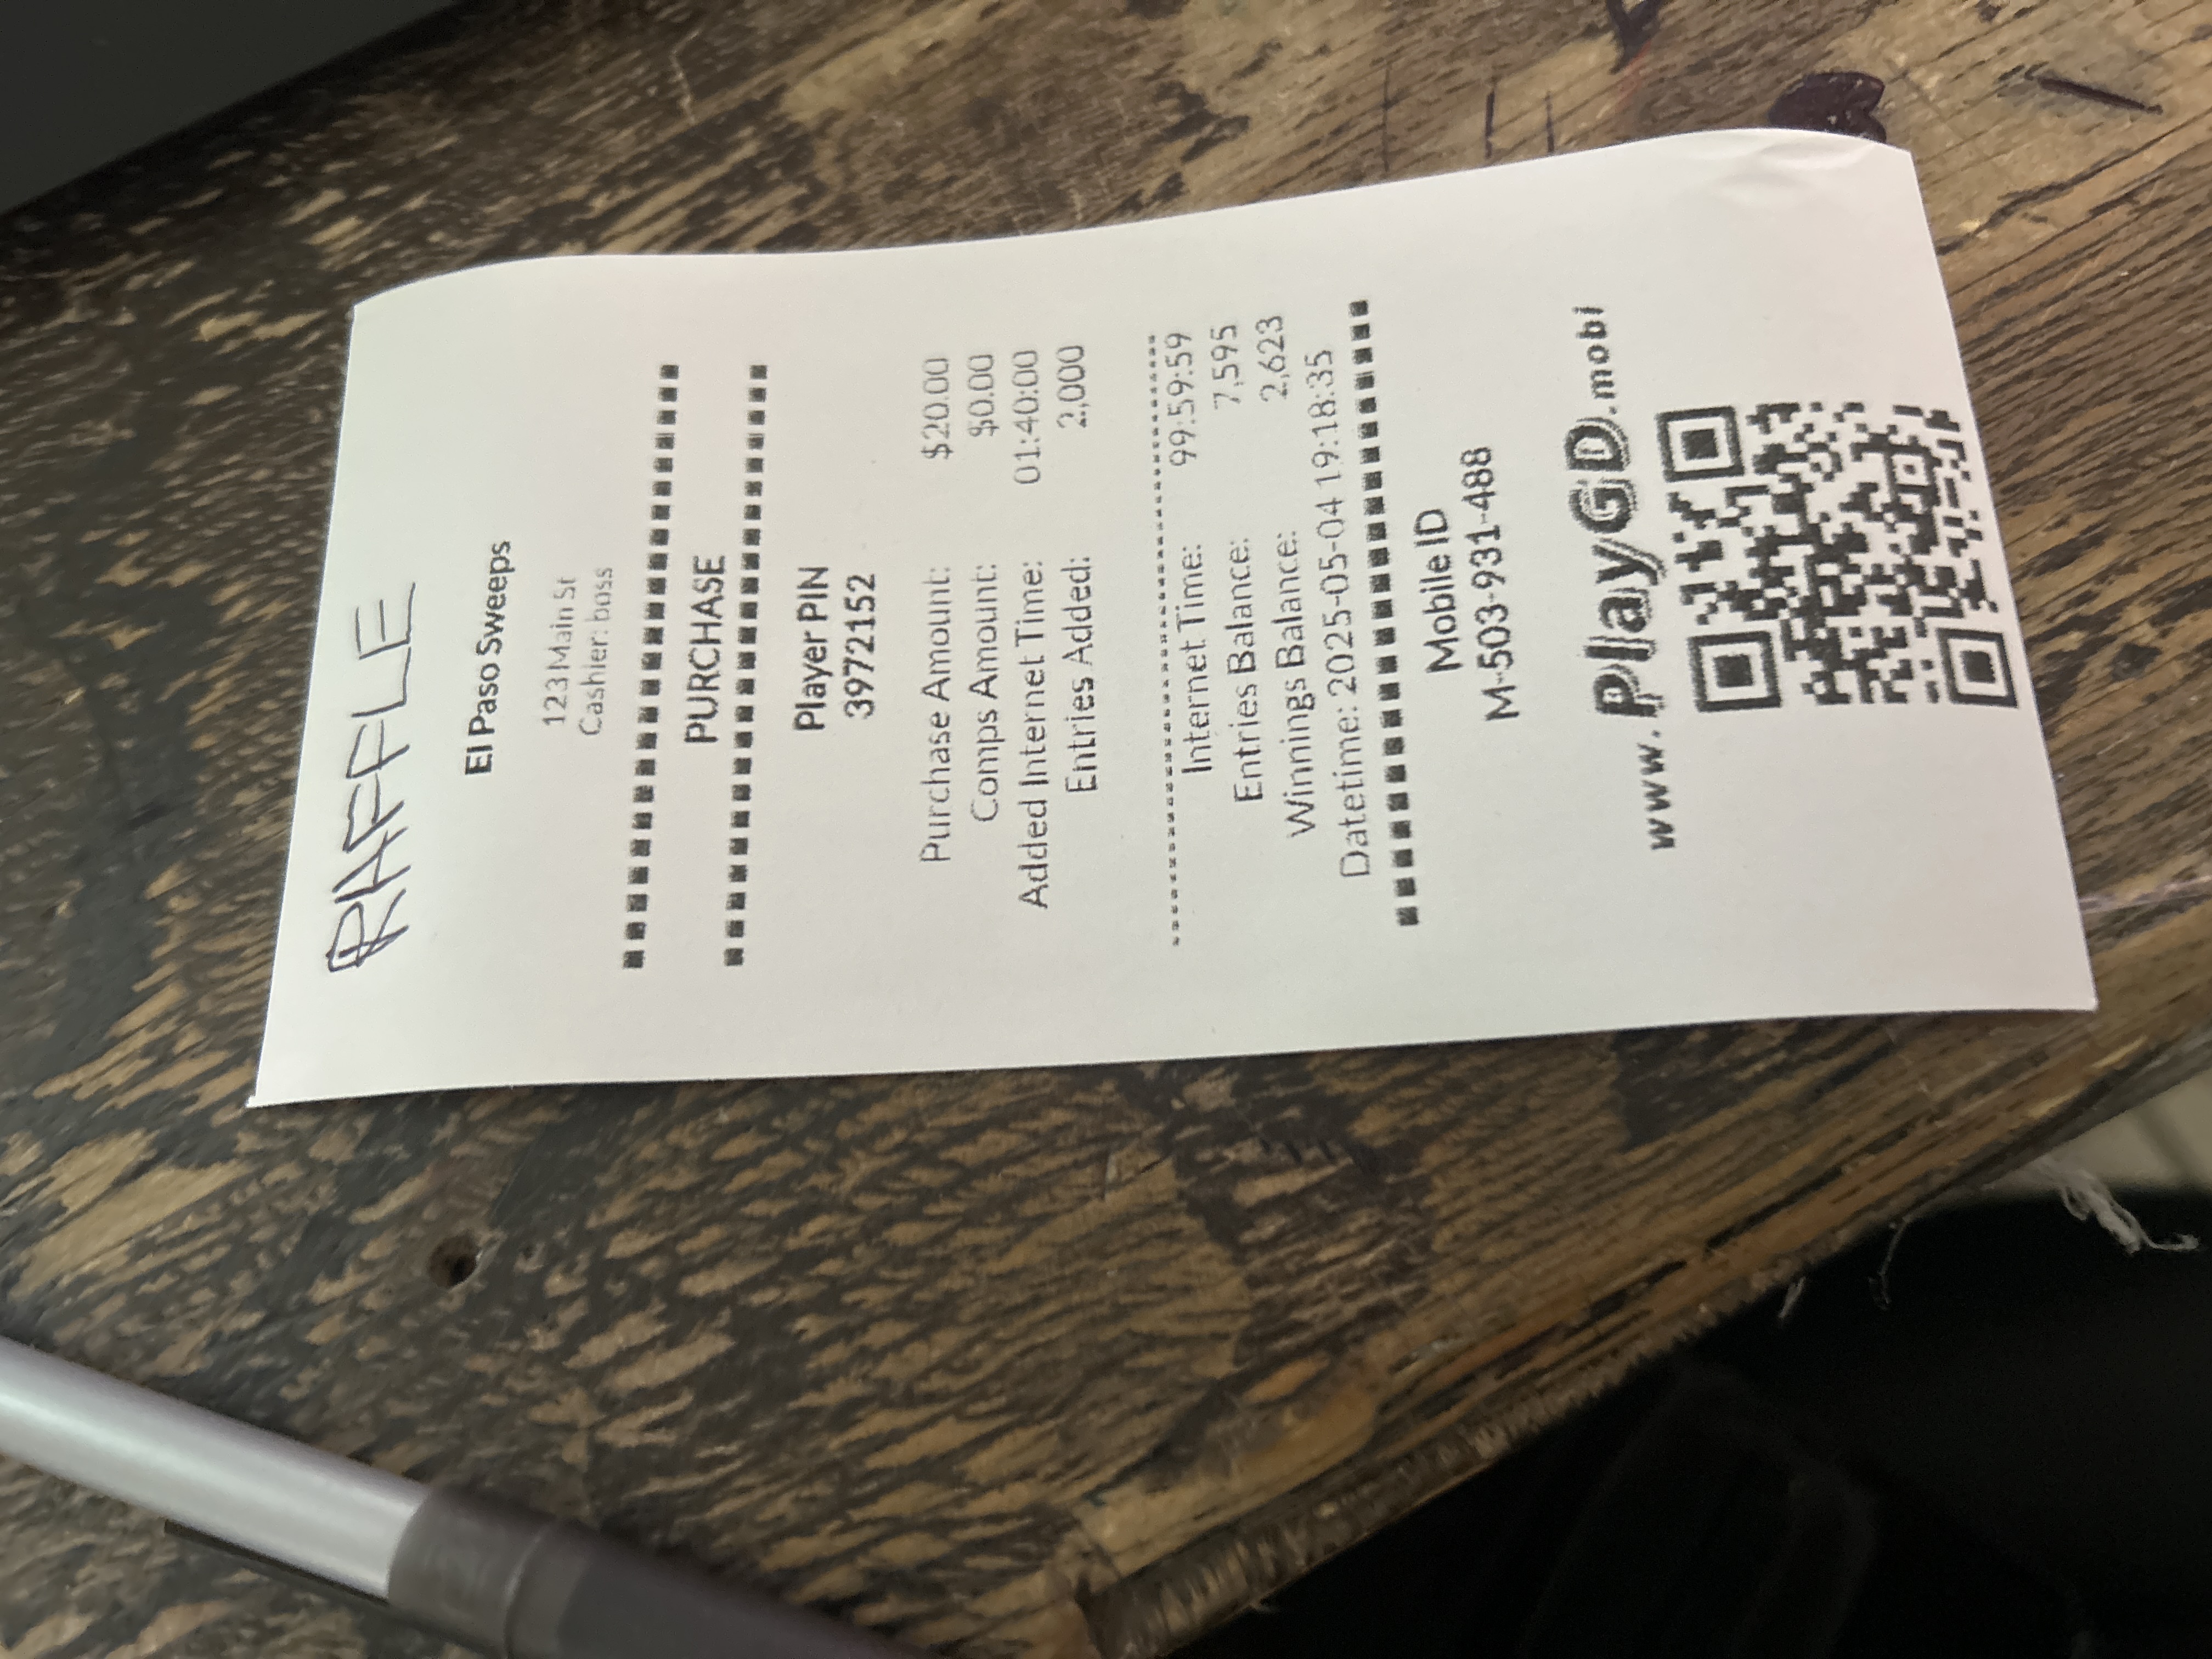 RAFFLE
El Paso Sweeps
123 Main St
Cashier: boss
PURCHASE
Player PIN
3972152
Purchase Amount: $20.00
Comps Amount: $0.00
Added Internet Time: 01:40:00
Entries Added: 2,000
Internet Time: 99:59:59
Entries Balance: 7,595
Winnings Balance: 2,623
Datetime: 2025-05-04 19:18:35
Mobile ID
M-503-931-488
www.PlayGD.mobi